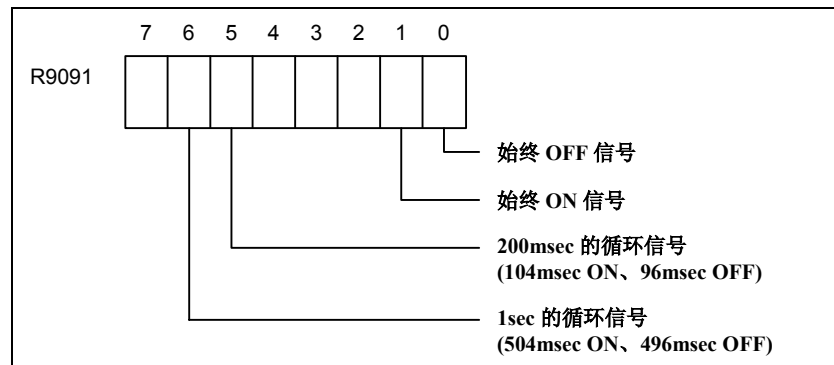 7 6 5 4 3 2 1 0
R9091
始终 OFF 信号
始终 ON 信号
200msec 的循环信号
(104msec ON、96msec OFF)
1sec 的循环信号
(504msec ON、496msec OFF)